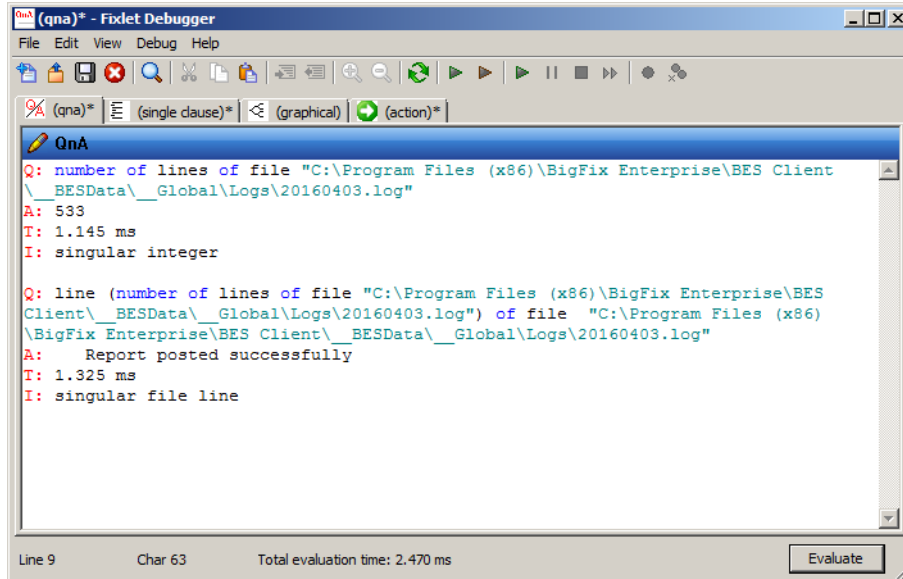 QnA (qna)* - Fixlet Debugger
File Edit View Debug Help
(qna)* (single clause)* (graphical) (action)*
QnA
Q: number of lines of file "C:\Program Files (x86)\BigFix Enterprise\BES Client
\__BESData\__Global\Logs\20160403.log"
A: 533
T: 1.145 ms
I: singular integer
Q: line (number of lines of file "C:\Program Files (x86)\BigFix Enterprise\BES
Client\__BESData\__Global\Logs\20160403.log") of file  "C:\Program Files (x86)
\BigFix Enterprise\BES Client\__BESData\__Global\Logs\20160403.log"
A:    Report posted successfully
T: 1.325 ms
I: singular file line
Line 9 Char 63 Total evaluation time: 2.470 ms Evaluate